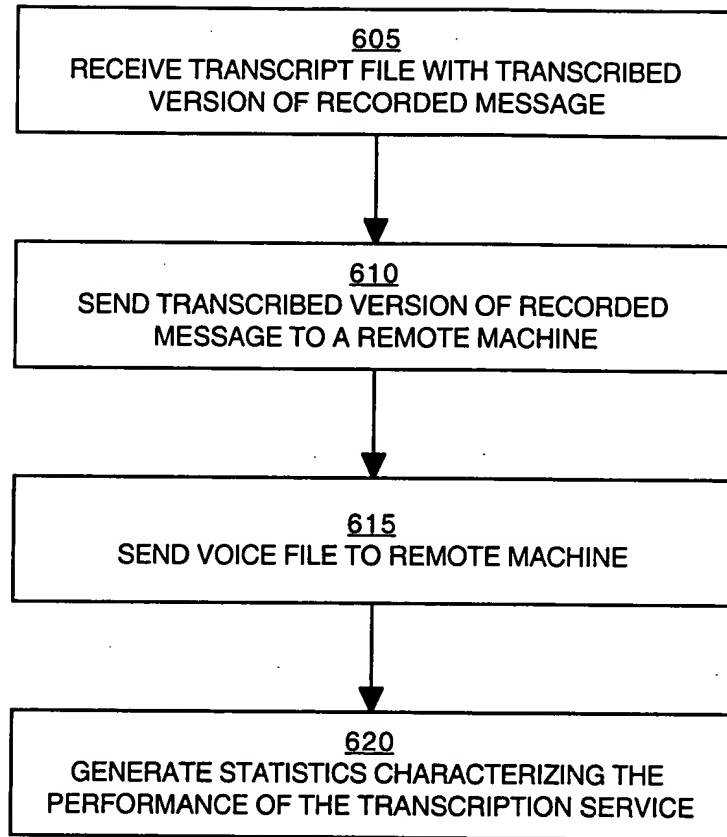 605
RECEIVE TRANSCRIPT FILE WITH TRANSCRIBED
VERSION OF RECORDED MESSAGE
610
SEND TRANSCRIBED VERSION OF RECORDED
MESSAGE TO A REMOTE MACHINE
615
SEND VOICE FILE TO REMOTE MACHINE
620
GENERATE STATISTICS CHARACTERIZING THE
PERFORMANCE OF THE TRANSCRIPTION SERVICE